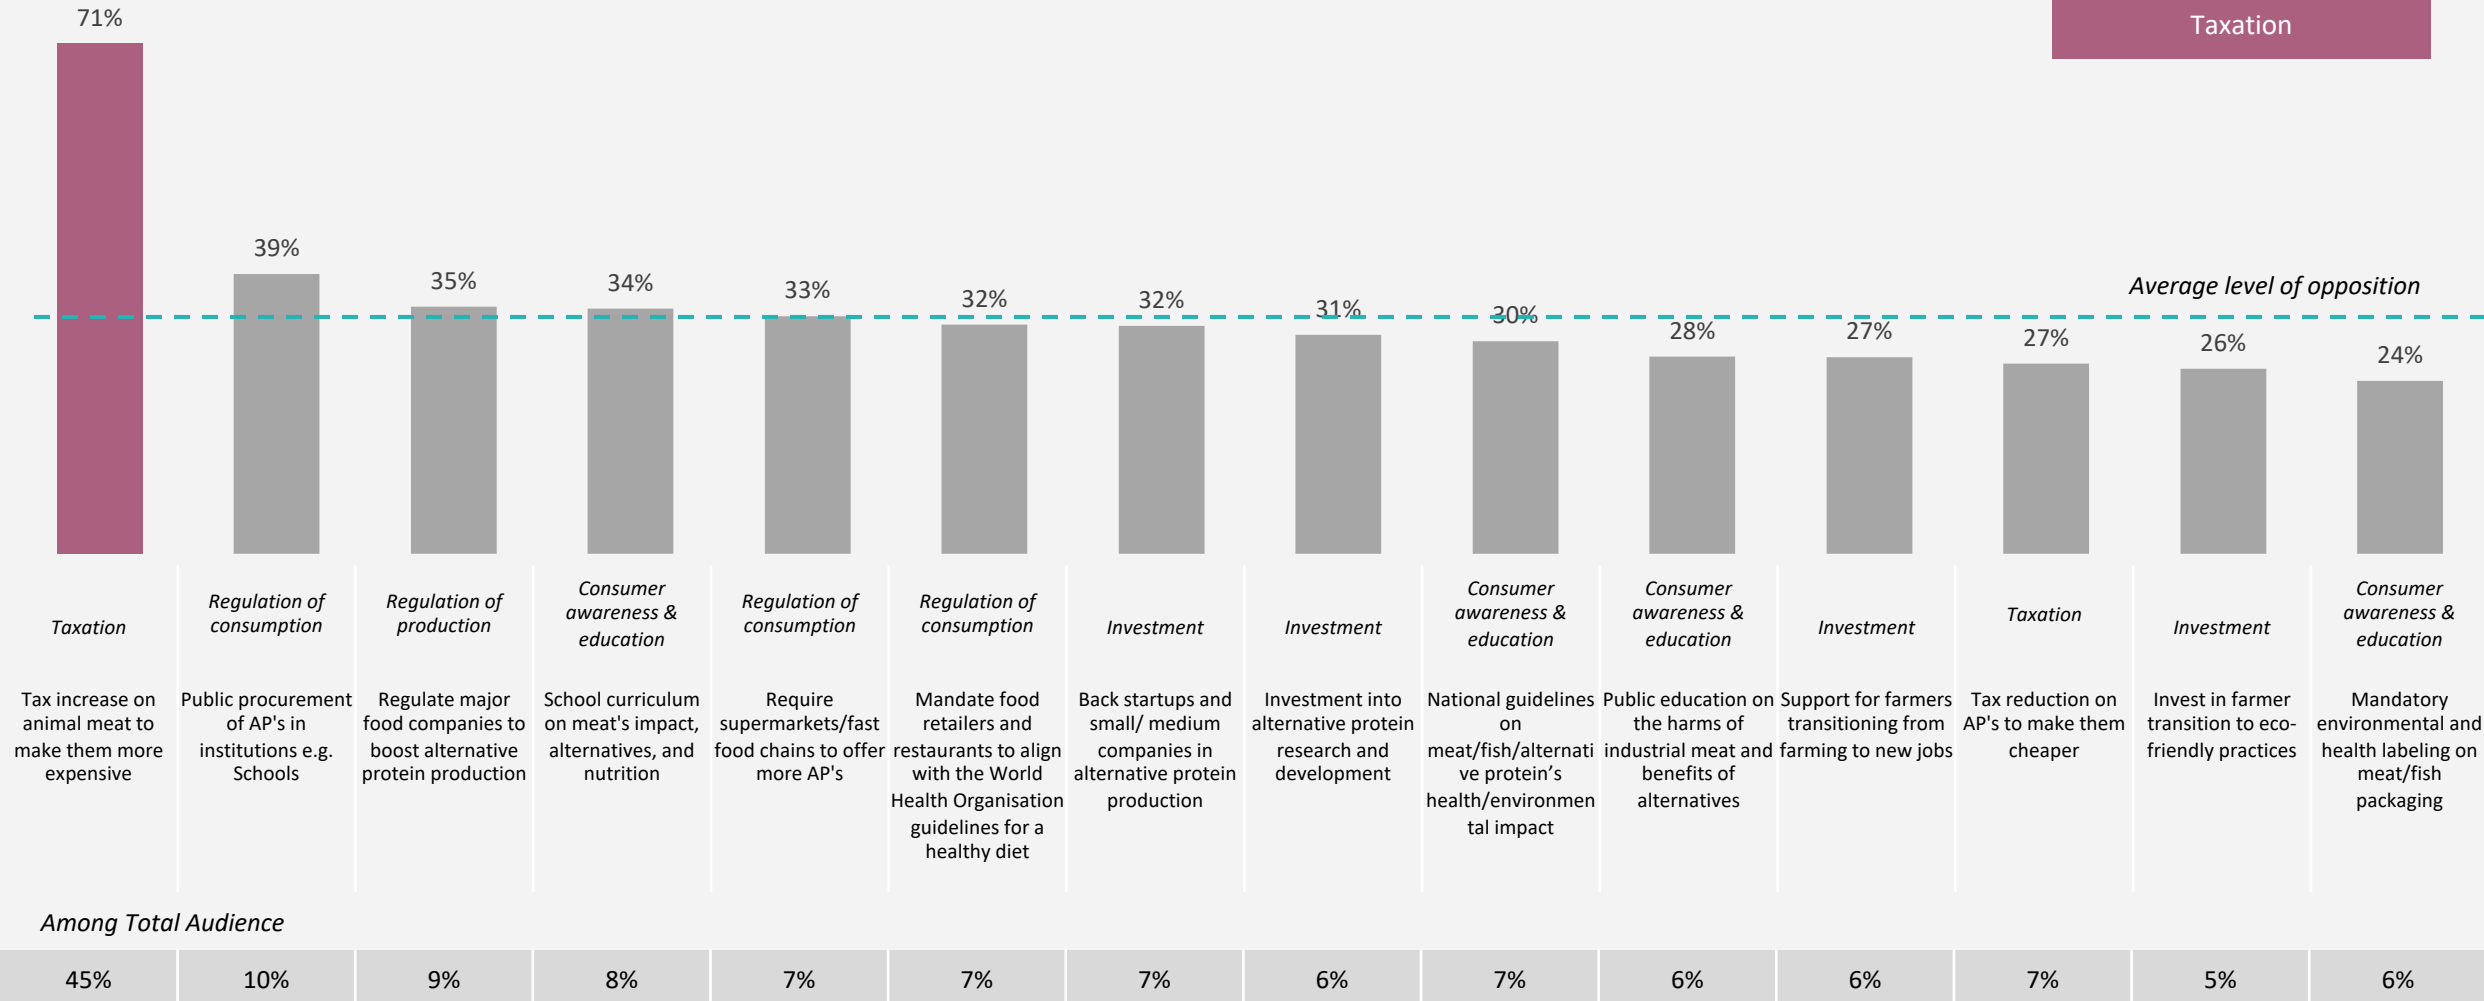 71%
Taxation
39%
35%
34%
33%
32%
32%
31%
30%
28%
27%
27%
26%
24%
Average level of opposition
Taxation
Regulation of
consumption
Regulation of
production
Consumer
awareness &
education
Regulation of
consumption
Regulation of
consumption
Investment
Investment
Consumer
awareness &
education
Consumer
awareness &
education
Investment
Taxation
Investment
Consumer
awareness &
education
Tax increase on
animal meat to
make them more
expensive
Public procurement
of AP's in
institutions e.g.
Schools
Regulate major
food companies to
boost alternative
protein production
School curriculum
on meat's impact,
alternatives, and
nutrition
Require
supermarkets/fast
food chains to offer
more AP's
Mandate food
retailers and
restaurants to align
with the World
Health Organisation
guidelines for a
healthy diet
Back startups and
small/ medium
companies in
alternative protein
production
Investment into
alternative protein
research and
development
National guidelines
on
meat/fish/alternati
ve protein’s
health/environmen
tal impact
Public education on
the harms of
industrial meat and
benefits of
alternatives
Support for farmers
transitioning from
farming to new jobs
Tax reduction on
AP's to make them
cheaper
Invest in farmer
transition to eco-
friendly practices
Mandatory
environmental and
health labeling on
meat/fish
packaging
Among Total Audience
45%
10%
9%
8%
7%
7%
7%
6%
7%
6%
6%
7%
5%
6%